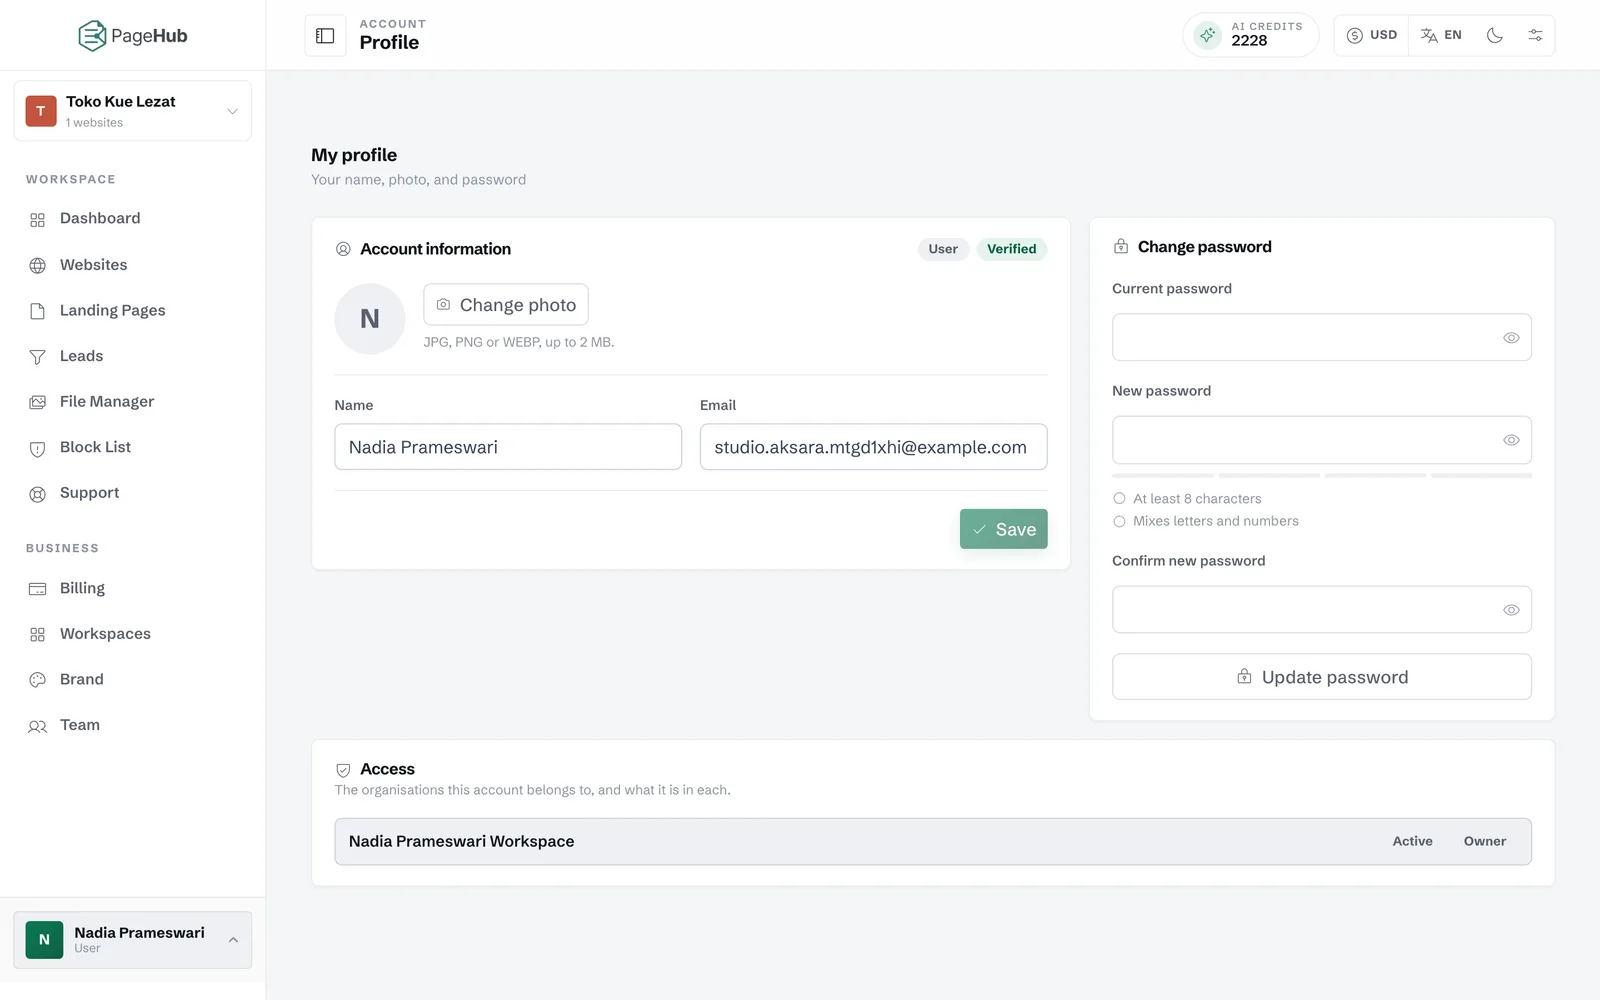 PageHub
ACCOUNT
Profile
AI CREDITS
2228
USD
EN
T
Toko Kue Lezat
1 websites
WORKSPACE
Dashboard
Websites
Landing Pages
Leads
File Manager
Block List
Support
BUSINESS
Billing
Workspaces
Brand
Team
N
Nadia Prameswari
User
My profile
Your name, photo, and password
Account information
User
Verified
N
Change photo
JPG, PNG or WEBP, up to 2 MB.
Name
Email
Nadia Prameswari
studio.aksara.mtgd1xhi@example.com
Save
Change password
Current password
New password
At least 8 characters
Mixes letters and numbers
Confirm new password
Update password
Access
The organisations this account belongs to, and what it is in each.
Nadia Prameswari Workspace
Active
Owner